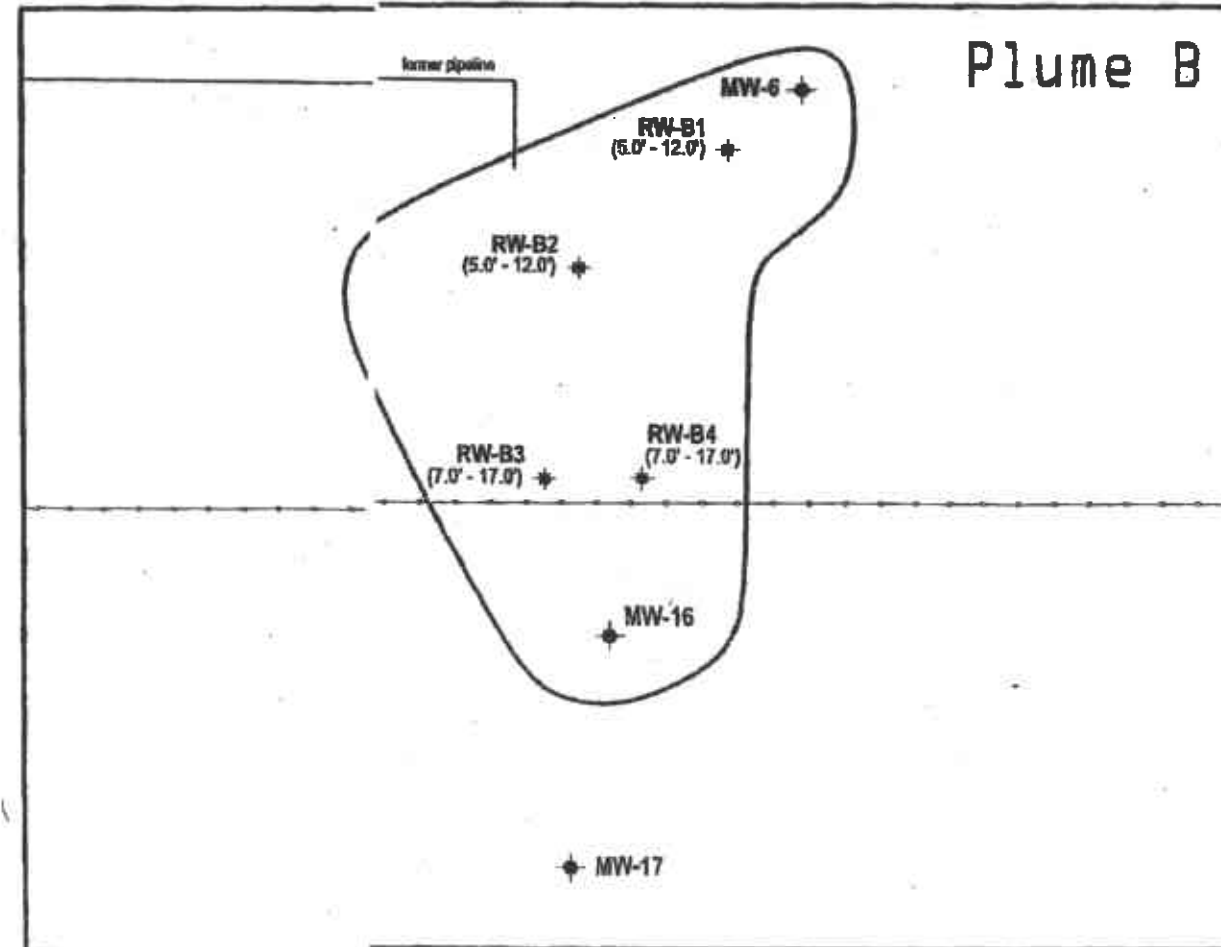 Plume B
former pipeline
MW-6
RW-B1
(5.0' - 12.0')
RW-B2
(5.0' - 12.0')
RW-B3
(7.0' - 17.0')
RW-B4
(7.0' - 17.0')
MW-16
MW-17